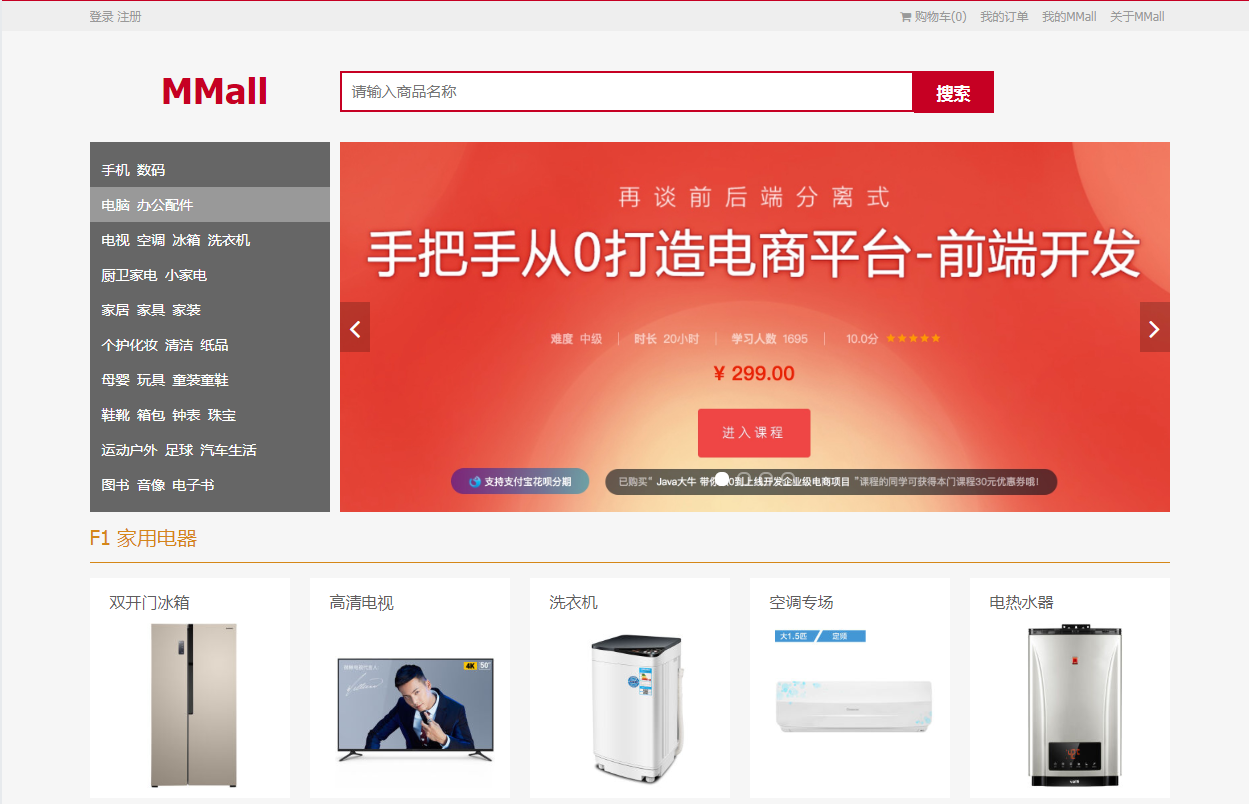 登录 注册
购物车(0) 我的订单 我的MMall 关于MMall
MMall
请输入商品名称
搜索
手机 数码
电脑 办公配件
电视 空调 冰箱 洗衣机
厨卫家电 小家电
家居 家具 家装
个护化妆 清洁 纸品
母婴 玩具 童装童鞋
鞋靴 箱包 钟表 珠宝
运动户外 足球 汽车生活
图书 音像 电子书
再谈前后端分离式
手把手从0打造电商平台-前端开发
难度 中级 时长 20小时 学习人数 1695 10.0分
¥ 299.00
进入课程
支持支付宝花呗分期
已购买" Java大牛 带你 0到上线开发企业级电商项目 "课程的同学可获得本门课程30元优惠券哦！
F1 家用电器
双开门冰箱
高清电视
洗衣机
空调专场
电热水器
4K 50"
大1.5匹 定频